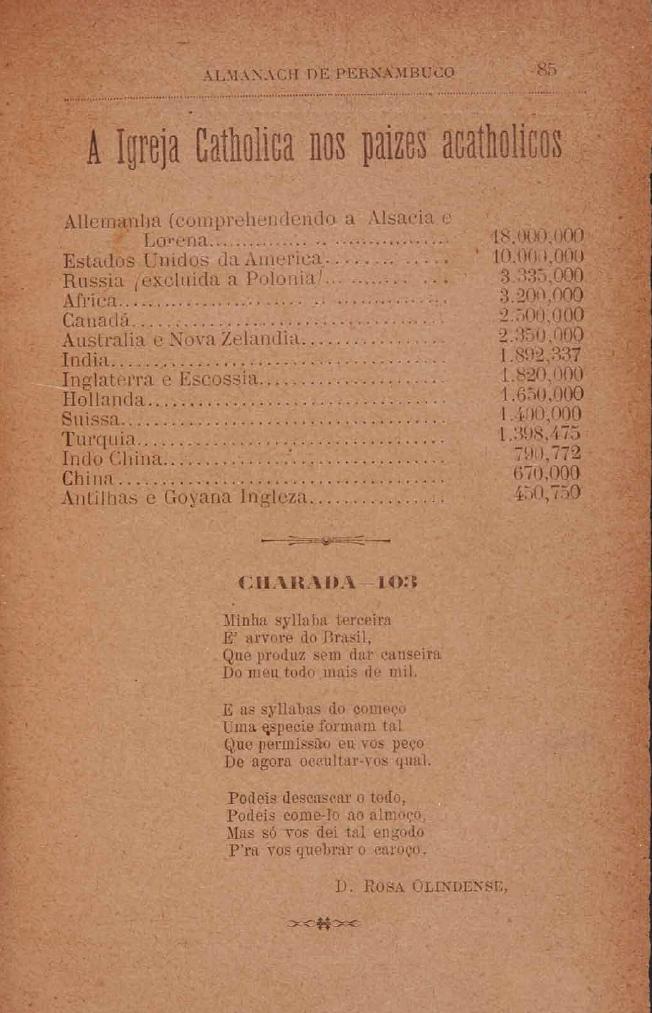 ALMANACH DE PERNAMBUCO 85
A Igreja Catholica nos paizes acatholicos
Allemanha (comprehendendo a Alsacia e
Lorena................................. 18.000,000
Estados Unidos da America............. 10.000,000
Russia (excluida a Polonia)............. 3.335,000
Africa.................................... 3.200,000
Canadá.................................. 2.500,000
Australia e Nova Zelandia............... 2.350,000
India..................................... 1.892,337
Inglaterra e Escossia.................... 1.820,000
Hollanda................................. 1.650,000
Suissa.................................... 1.400,000
Turquia.................................. 1.398,475
Indo China.............................. 790,772
China.................................... 670,000
Antilhas e Goyana Ingleza.............. 450,750
CHARADA—103
Minha syllaba terceira
E' arvore do Brasil,
Que produz sem dar canseira
Do meu todo mais de mil.
E as syllabas do começo
Uma especie formam tal
Que permissão eu vos peço
De agora occultar-vos qual.
Podeis descascar o todo,
Podeis come-lo ao almoço,
Mas só vos dei tal engodo
P'ra vos quebrar o caroço.
D. ROSA OLINDENSE,